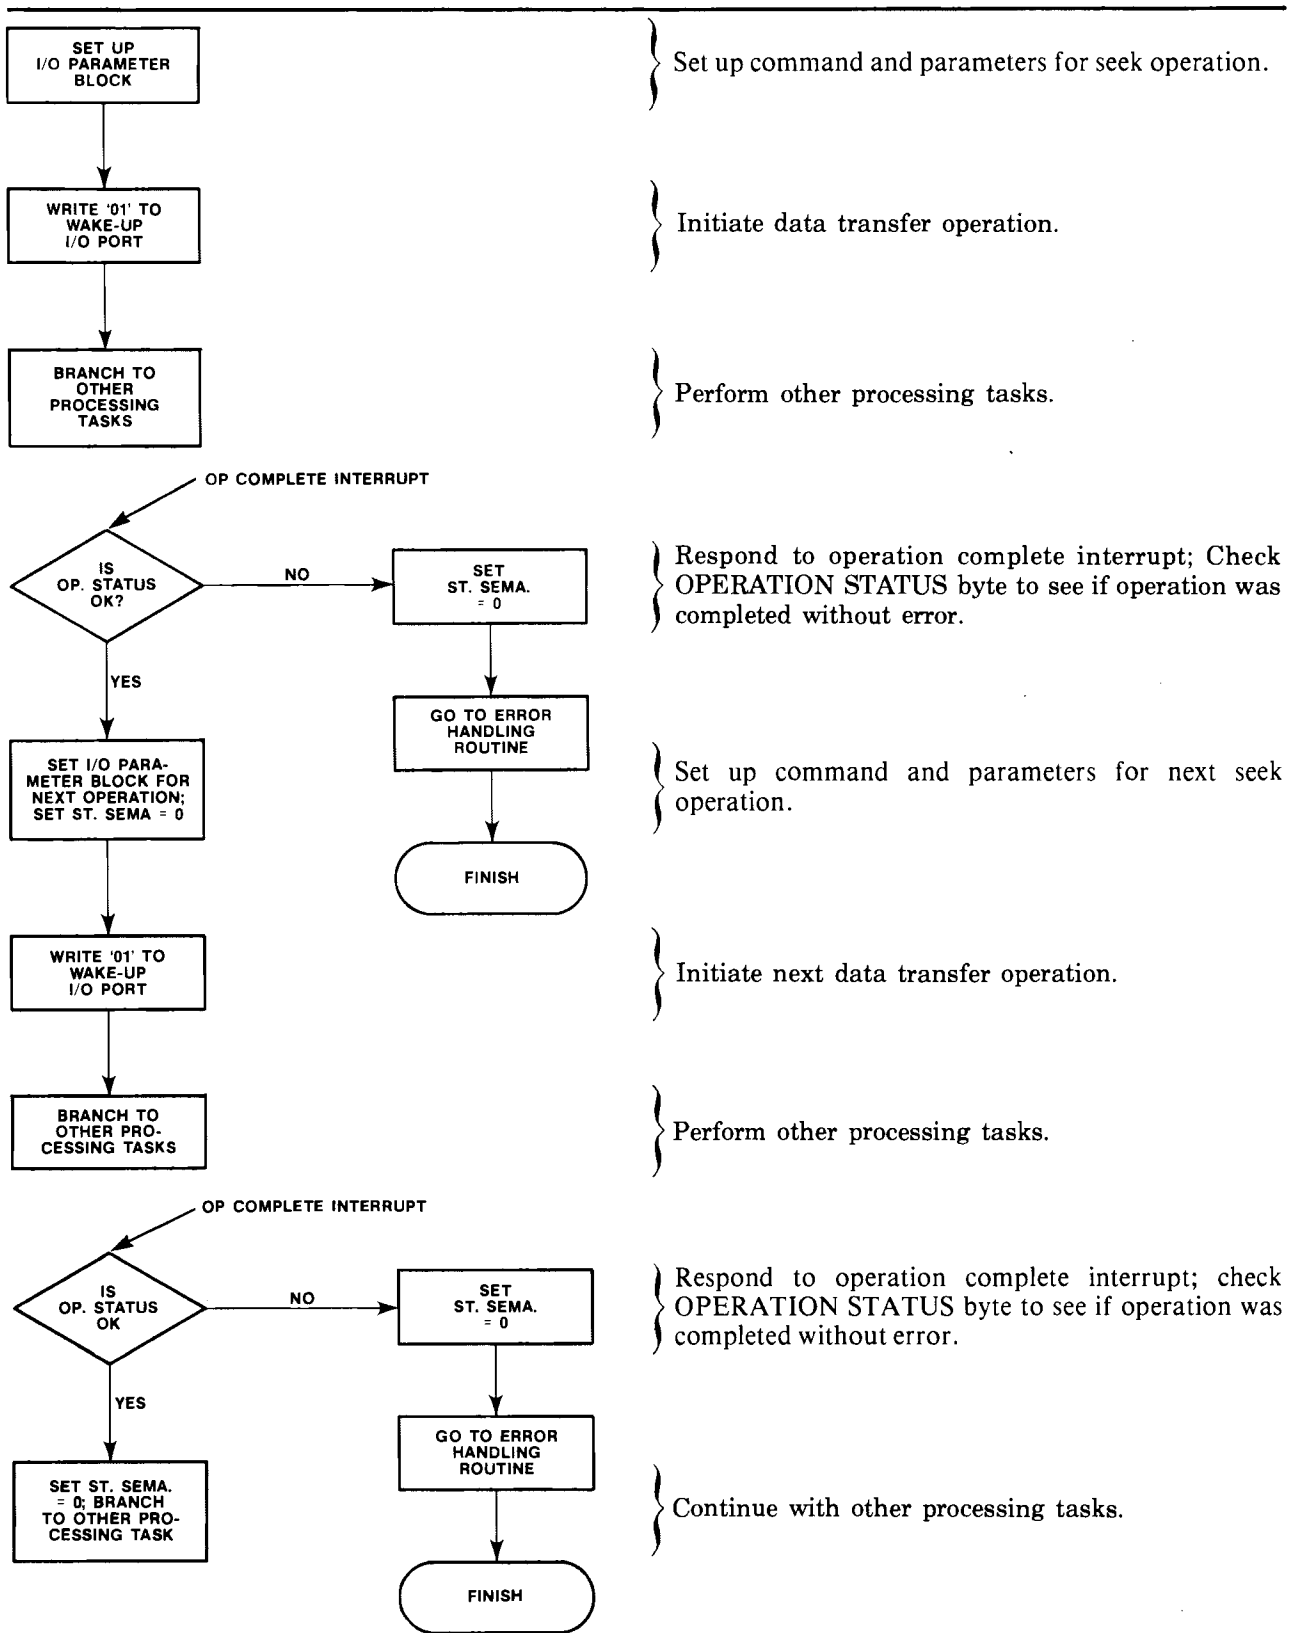 SET UP
I/O PARAMETER
BLOCK
Set up command and parameters for seek operation.
WRITE '01' TO
WAKE-UP
I/O PORT
Initiate data transfer operation.
BRANCH TO
OTHER
PROCESSING
TASKS
Perform other processing tasks.
OP COMPLETE INTERRUPT
IS
OP. STATUS
OK?
NO
SET
ST. SEMA.
= 0
Respond to operation complete interrupt; Check
OPERATION STATUS byte to see if operation was
completed without error.
YES
GO TO ERROR
HANDLING
ROUTINE
SET I/O PARA-
METER BLOCK FOR
NEXT OPERATION;
SET ST. SEMA = 0
Set up command and parameters for next seek
operation.
FINISH
WRITE '01' TO
WAKE-UP
I/O PORT
Initiate next data transfer operation.
BRANCH TO
OTHER PRO-
CESSING TASKS
Perform other processing tasks.
OP COMPLETE INTERRUPT
IS
OP. STATUS
OK
NO
SET
ST. SEMA.
= 0
Respond to operation complete interrupt; check
OPERATION STATUS byte to see if operation was
completed without error.
YES
GO TO ERROR
HANDLING
ROUTINE
SET ST. SEMA.
= 0; BRANCH
TO OTHER PRO-
CESSING TASK
Continue with other processing tasks.
FINISH